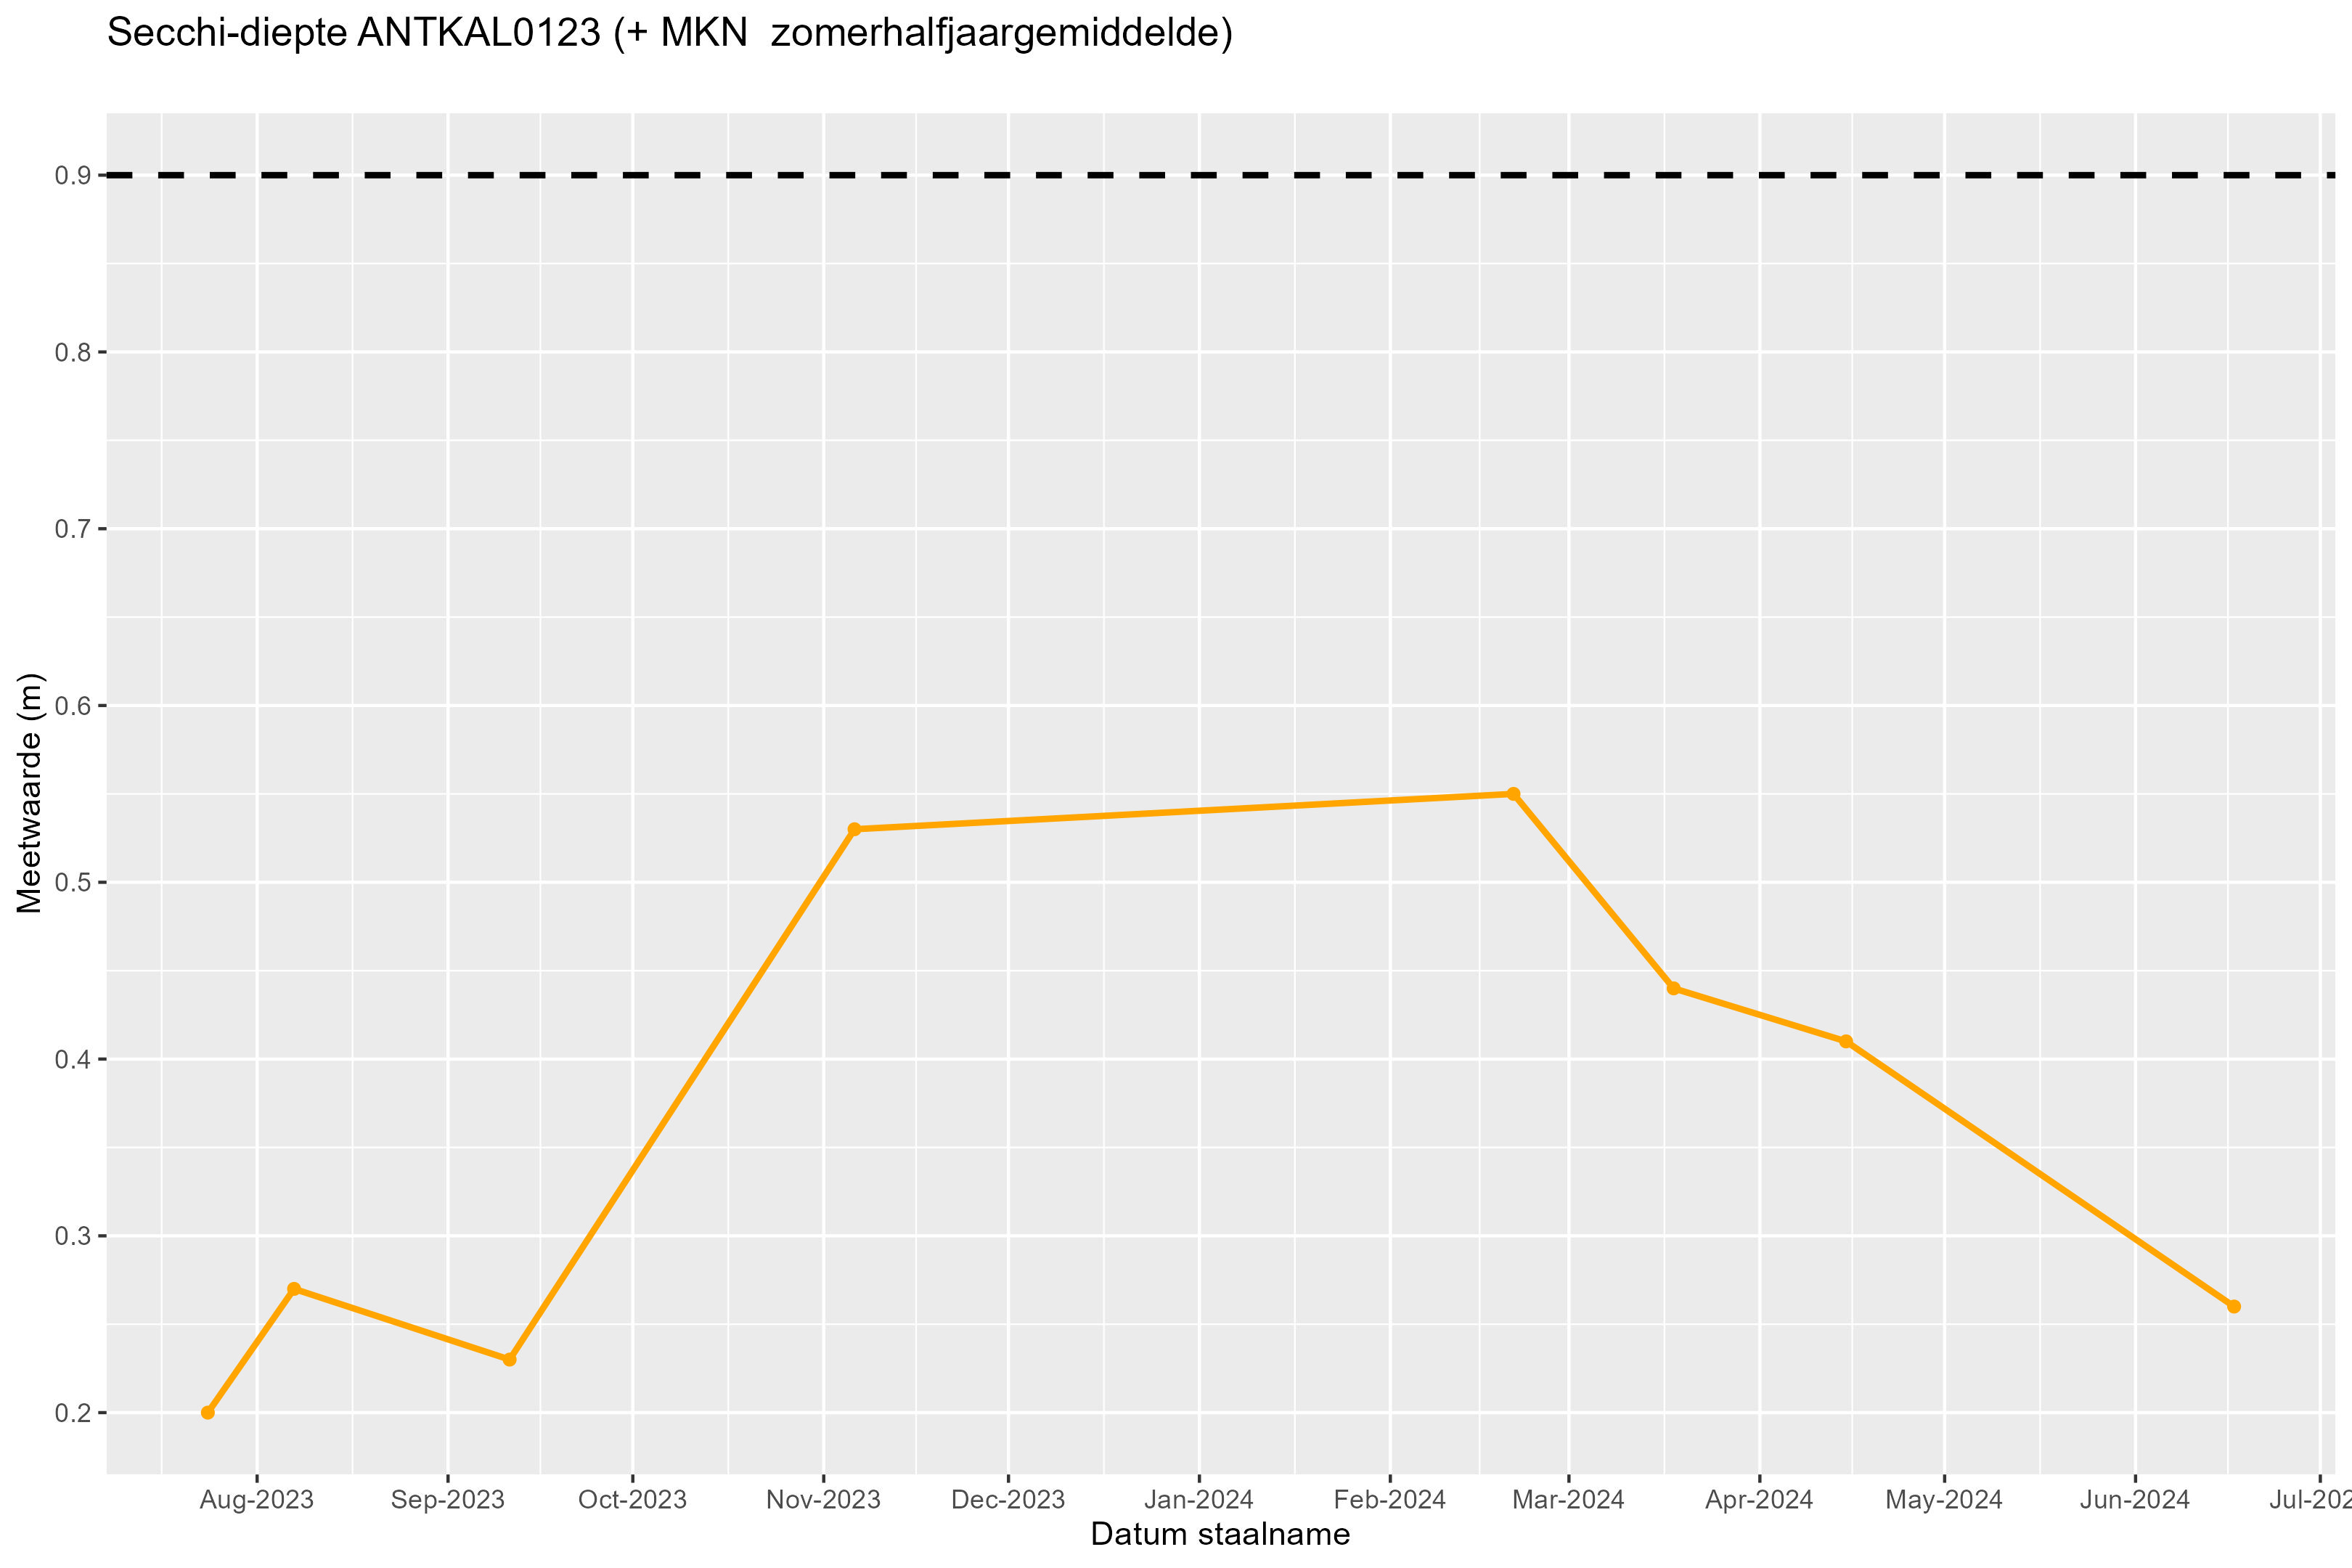 Secchi-diepte ANTKAL0123 (+ MKN  zomerhalfjaargemiddelde)
Meetwaarde (m)
0.9
0.8
0.7
0.6
0.5
0.4
0.3
0.2
Aug-2023 Sep-2023 Oct-2023 Nov-2023 Dec-2023 Jan-2024 Feb-2024 Mar-2024 Apr-2024 May-2024 Jun-2024 Jul-202
Datum staalname